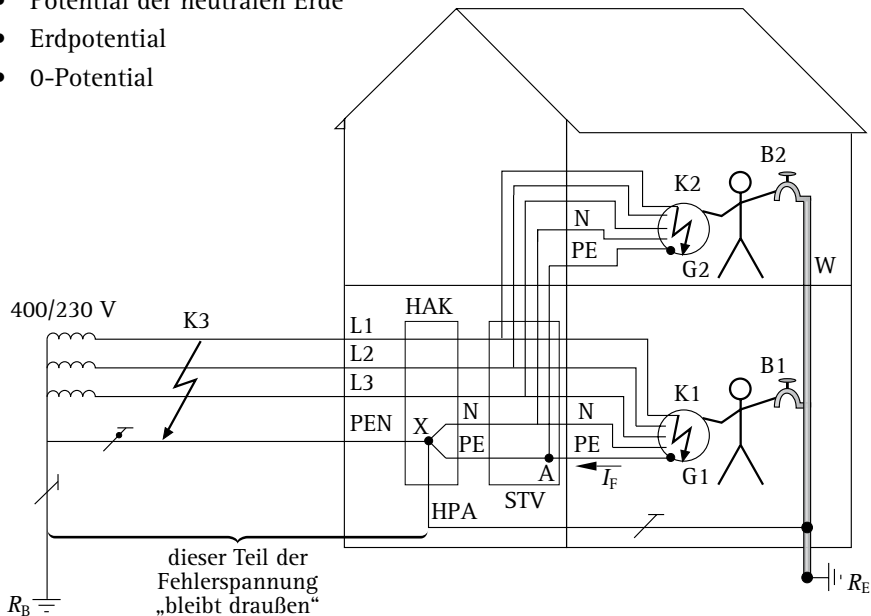 • Potential der neutralen Erde
• Erdpotential
• 0-Potential
B2
K2
N
PE
G2
W
400/230 V
K3
HAK
L1
L2
L3
B1
K1
PEN
X
N
N
PE
PE
A
I_F
G1
STV
HPA
dieser Teil der
Fehlerspannung
„bleibt draußen“
R_B
R_E